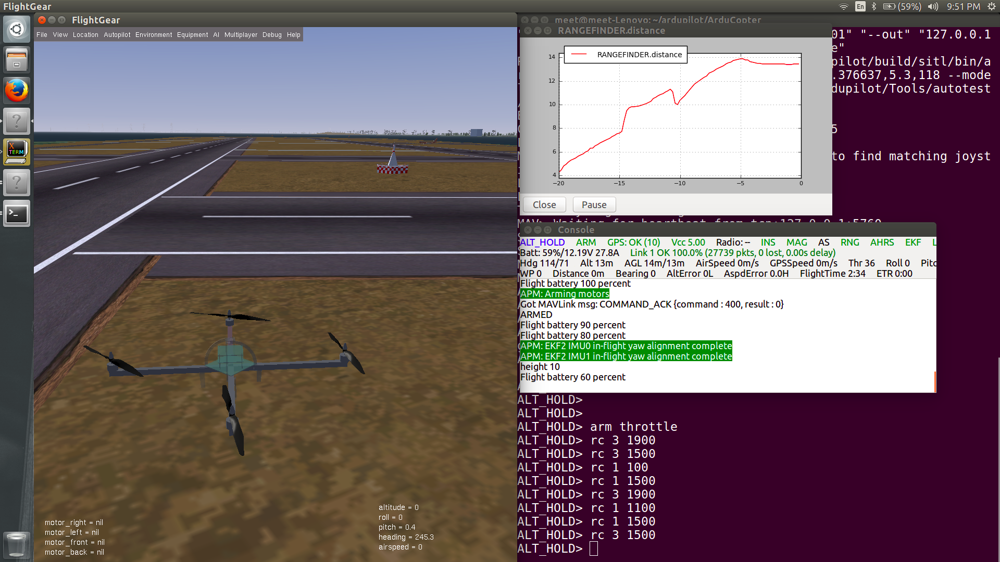 FlightGear
En
(59%)
9:51 PM
FlightGear
File View Location Autopilot Environment Equipment AI Multiplayer Debug Help
X
TERM
motor_right = nil
motor_left = nil
motor_front = nil
motor_back = nil
altitude = 0
roll = 0
pitch = 0.4
heading = 245.3
airspeed = 0
meet@meet-Lenovo: ~/ardupilot/ArduCopter
RANGEFINDER.distance
RANGEFINDER.distance
14
12
10
8
6
4
−20 −15 −10 −5 0
Close Pause
01" "--out" "127.0.0.1
e"
pilot/build/sitl/bin/a
.376637,5.3,118 --mode
dupilot/Tools/autotest
5
to find matching joyst
MAV> Waiting for heartbeat from tcp:127.0.0.1:5760
Console
ALT_HOLD ARM GPS: OK (10) Vcc 5.00 Radio: -- INS MAG AS RNG AHRS EKF L
Batt: 59%/12.19V 27.8A Link 1 OK 100.0% (27739 pkts, 0 lost, 0.00s delay)
Hdg 114/71 Alt 13m AGL 14m/13m AirSpeed 0m/s GPSSpeed 0m/s Thr 36 Roll 0 Pitc
WP 0 Distance 0m Bearing 0 AltError 0L AspdError 0.0H FlightTime 2:34 ETR 0:00
Flight battery 100 percent
APM: Arming motors
Got MAVLink msg: COMMAND_ACK {command : 400, result : 0}
ARMED
Flight battery 90 percent
Flight battery 80 percent
APM: EKF2 IMU0 in-flight yaw alignment complete
APM: EKF2 IMU1 in-flight yaw alignment complete
height 10
Flight battery 60 percent
ALT_HOLD>
ALT_HOLD>
ALT_HOLD> arm throttle
ALT_HOLD> rc 3 1900
ALT_HOLD> rc 3 1500
ALT_HOLD> rc 1 100
ALT_HOLD> rc 1 1500
ALT_HOLD> rc 3 1900
ALT_HOLD> rc 1 1100
ALT_HOLD> rc 1 1500
ALT_HOLD> rc 3 1500
ALT_HOLD>